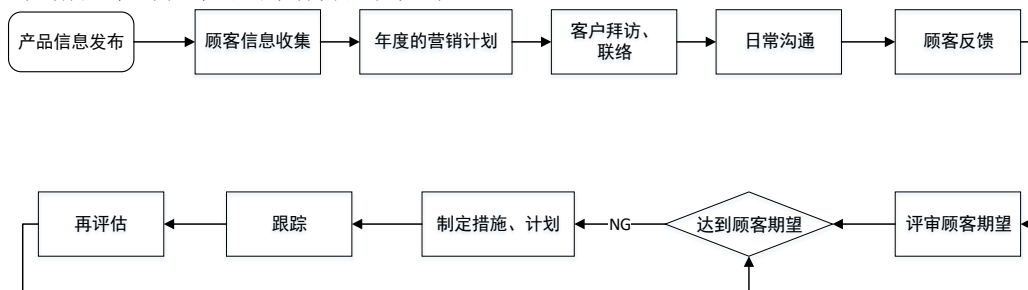 产品信息发布
顾客信息收集
年度的营销计划
客户拜访、
联络
日常沟通
顾客反馈
再评估
跟踪
制定措施、计划
NG
达到顾客期望
评审顾客期望